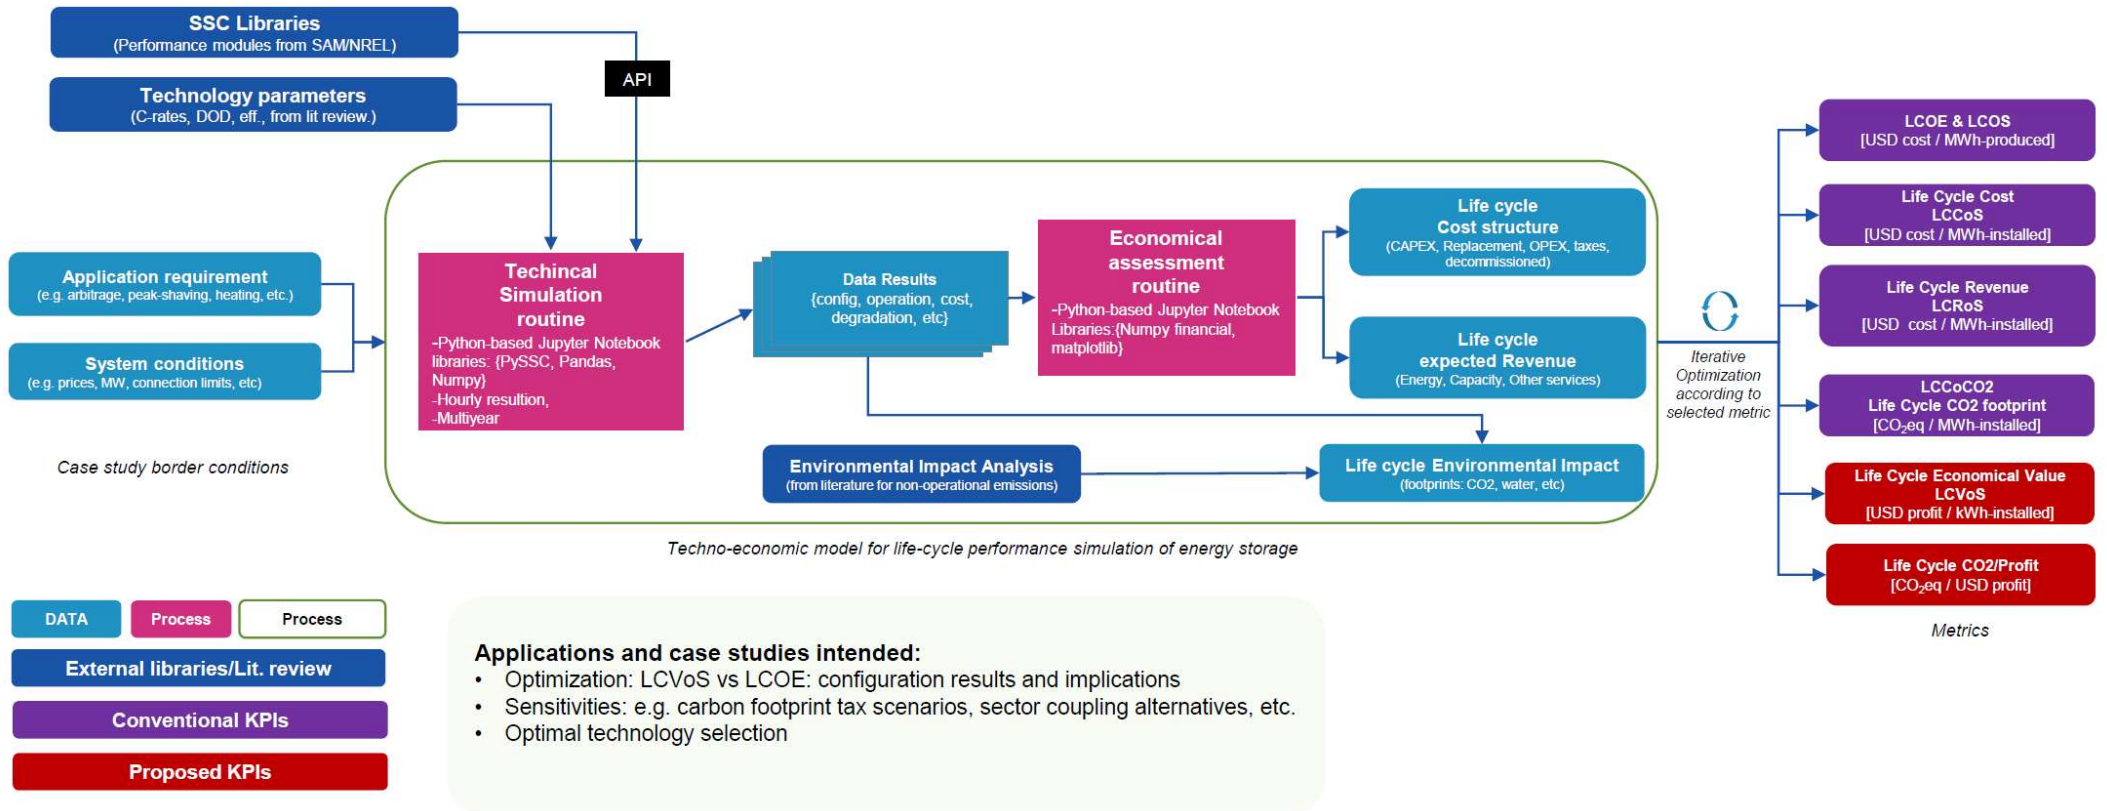 SSC Libraries
(Performance modules from SAM/NREL)
Technology parameters
(C-rates, DOD, eff., from lit review.)
API
Application requirement
(e.g. arbitrage, peak-shaving, heating, etc.)
System conditions
(e.g. prices, MW, connection limits, etc)
Case study border conditions
Techincal
Simulation
routine
-Python-based Jupyter Notebook
libraries: {PySSC, Pandas,
Numpy}
-Hourly resultion,
-Multiyear
Data Results
{config, operation, cost,
degradation, etc}
Economical
assessment
routine
-Python-based Jupyter Notebook
Libraries:{Numpy financial,
matplotlib}
Life cycle
Cost structure
(CAPEX, Replacement, OPEX, taxes,
decommissioned)
Life cycle
expected Revenue
(Energy, Capacity, Other services)
Environmental Impact Analysis
(from literature for non-operational emissions)
Life cycle Environmental Impact
(footprints: CO2, water, etc)
Techno-economic model for life-cycle performance simulation of energy storage
Iterative
Optimization
according to
selected metric
LCOE & LCOS
[USD cost / MWh-produced]
Life Cycle Cost
LCCoS
[USD cost / MWh-installed]
Life Cycle Revenue
LCRoS
[USD  cost / MWh-installed]
LCCoCO2
Life Cycle CO2 footprint
[CO₂eq / MWh-installed]
Life Cycle Economical Value
LCVoS
[USD profit / kWh-installed]
Life Cycle CO2/Profit
[CO₂eq / USD profit]
Metrics
DATA
Process
Process
External libraries/Lit. review
Conventional KPIs
Proposed KPIs
Applications and case studies intended:
• Optimization: LCVoS vs LCOE: configuration results and implications
• Sensitivities: e.g. carbon footprint tax scenarios, sector coupling alternatives, etc.
• Optimal technology selection